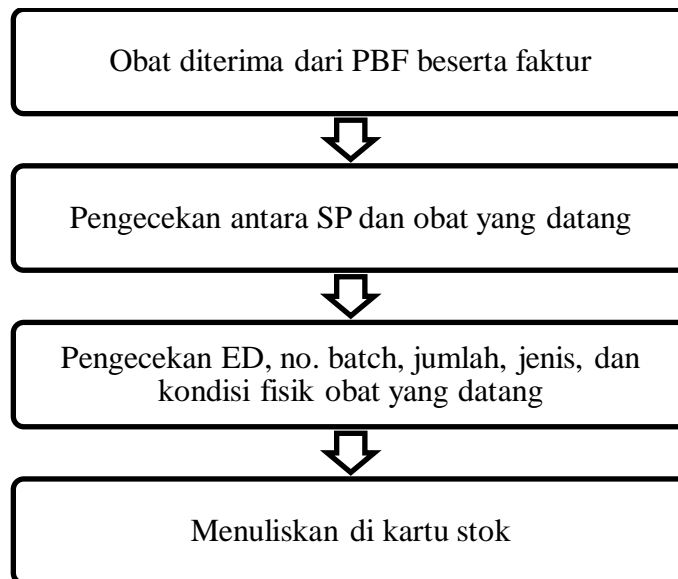 Obat diterima dari PBF beserta faktur
Pengecekan antara SP dan obat yang datang
Pengecekan ED, no. batch, jumlah, jenis, dan
kondisi fisik obat yang datang
Menuliskan di kartu stok